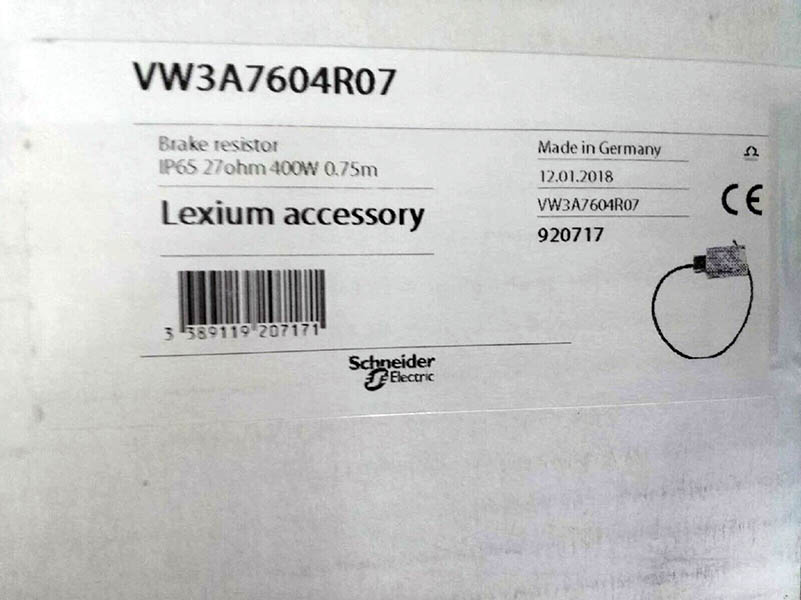 VW3A7604R07
Brake resistor
IP65 27ohm 400W 0.75m
Lexium accessory
3 389119 207171
Made in Germany
12.01.2018
VW3A7604R07
920717
Ω
CE
Schneider
Electric